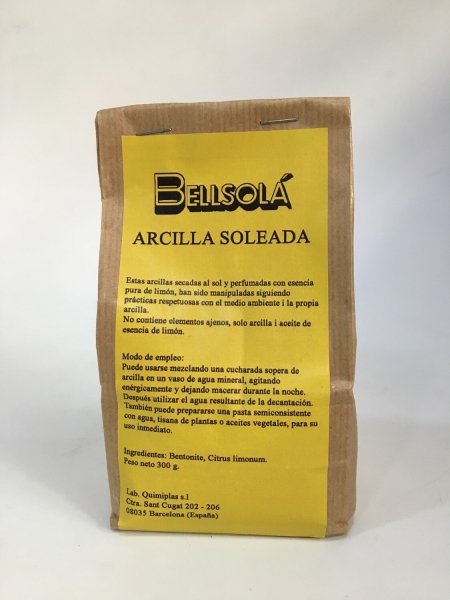 BELLSOLÁ
ARCILLA SOLEADA
Estas arcillas secadas al sol y perfumadas con esencia
pura de limón, han sido manipuladas siguiendo
prácticas respetuosas con el medio ambiente i la propia
arcilla.
No contiene elementos ajenos, solo arcilla i aceite de
esencia de limón.
Modo de empleo:
Puede usarse mezclando una cucharada sopera de
arcilla en un vaso de agua mineral, agitando
enérgicamente y dejando macerar durante la noche.
Después utilizar el agua resultante de la decantación.
También puede prepararse una pasta semiconsistente
con agua, tisana de plantas o aceites vegetales, para su
uso inmediato.
Ingredientes: Bentonite, Citrus limonum.
Peso neto 300 g.
Lab. Quimiplas s.l
Ctra. Sant Cugat 202 - 206
08035 Barcelona (España)